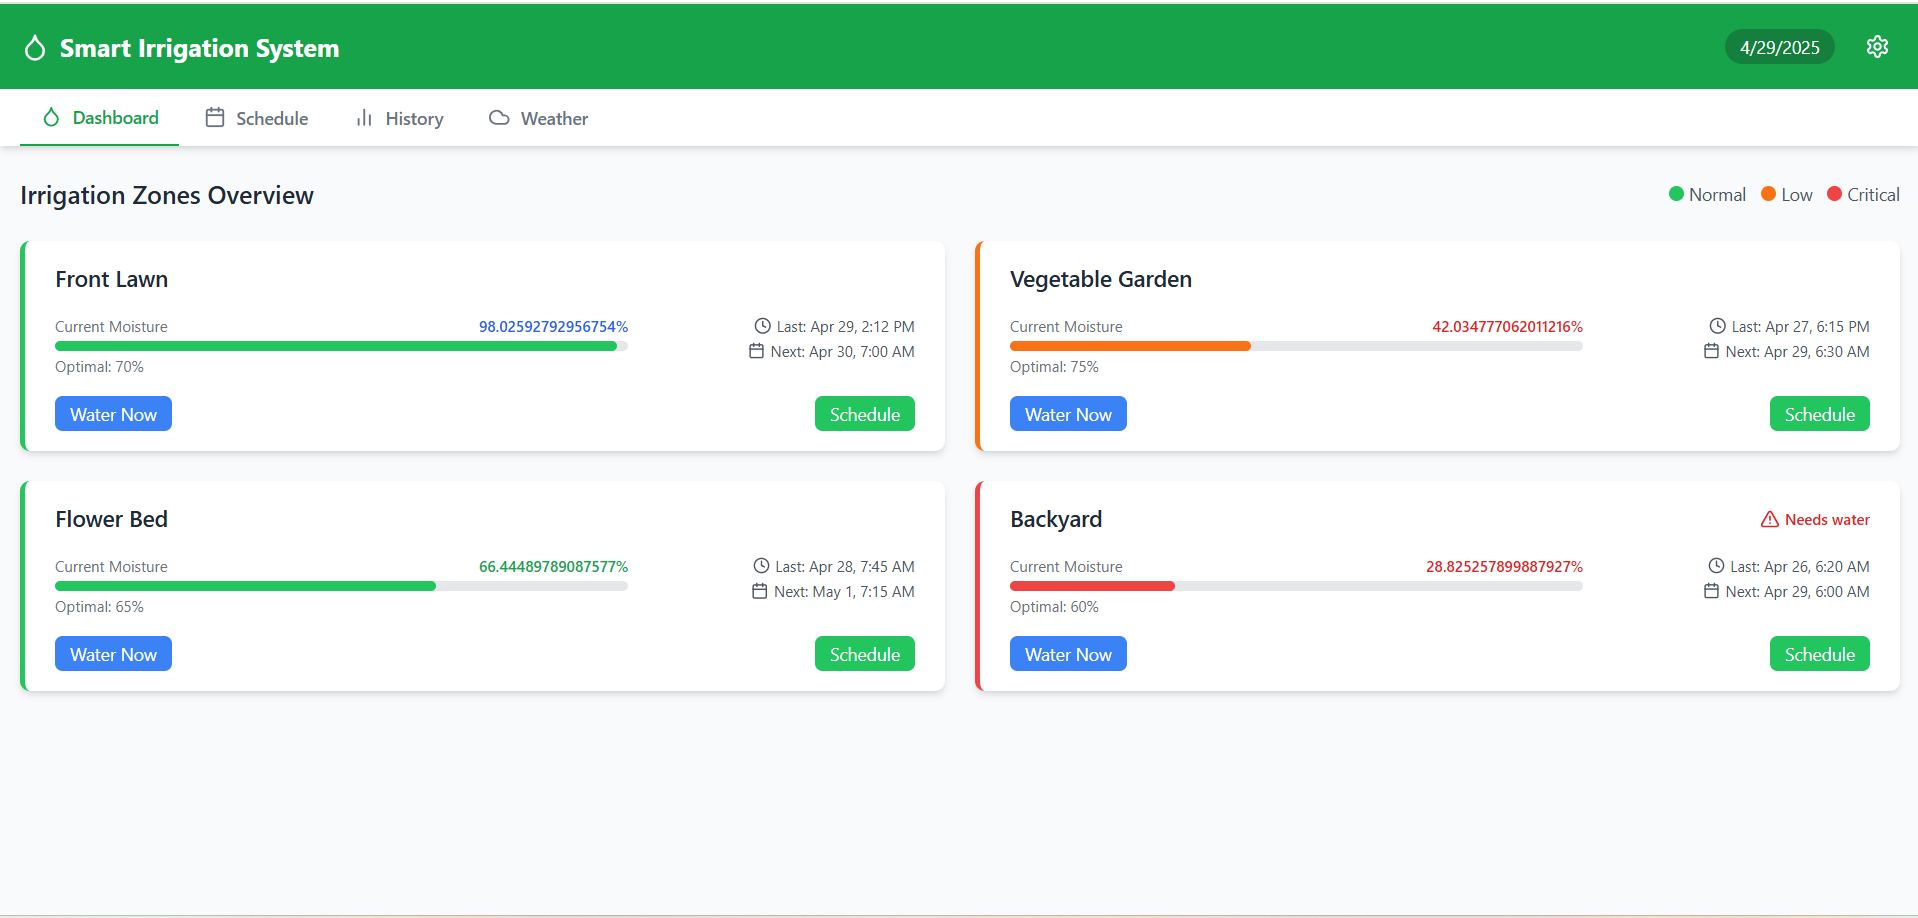 Smart Irrigation System
4/29/2025
Dashboard
Schedule
History
Weather
Irrigation Zones Overview
Normal
Low
Critical
Front Lawn
Current Moisture
98.02592792956754%
Optimal: 70%
Last: Apr 29, 2:12 PM
Next: Apr 30, 7:00 AM
Water Now
Schedule
Vegetable Garden
Current Moisture
42.034777062011216%
Optimal: 75%
Last: Apr 27, 6:15 PM
Next: Apr 29, 6:30 AM
Water Now
Schedule
Flower Bed
Current Moisture
66.44489789087577%
Optimal: 65%
Last: Apr 28, 7:45 AM
Next: May 1, 7:15 AM
Water Now
Schedule
Backyard
Needs water
Current Moisture
28.825257899887927%
Optimal: 60%
Last: Apr 26, 6:20 AM
Next: Apr 29, 6:00 AM
Water Now
Schedule